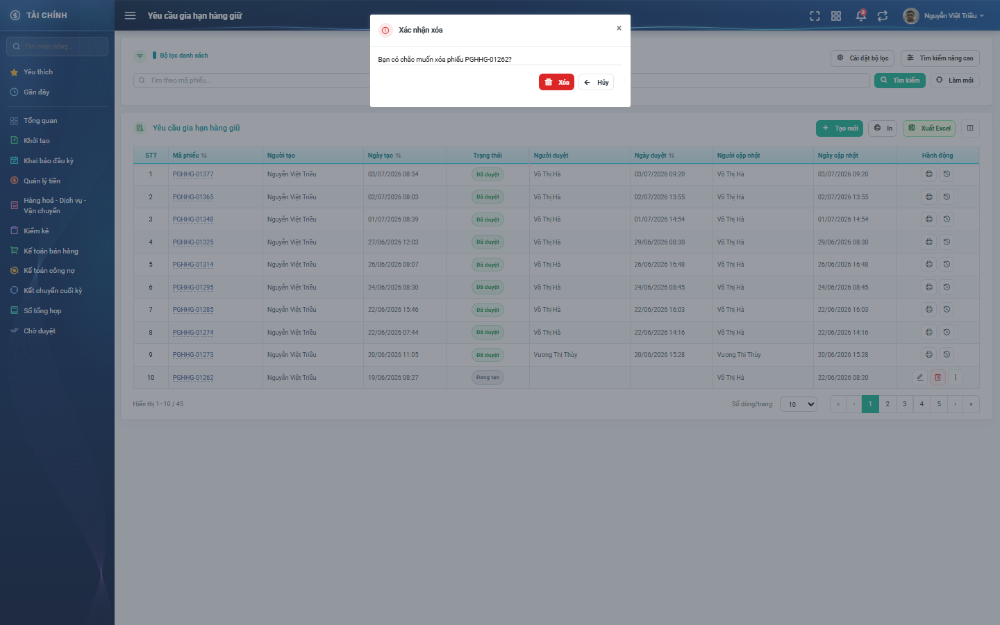 TÀI CHÍNH
Tìm chức năng...
Yêu thích
Gần đây
Tổng quan
Khởi tạo
Khai báo đầu kỳ
Quản lý tiền
Hàng hoá - Dịch vụ -
Vận chuyển
Kiểm kê
Kế toán bán hàng
Kế toán công nợ
Kết chuyển cuối kỳ
Sổ tổng hợp
Chờ duyệt
Yêu cầu gia hạn hàng giữ
3
Nguyễn Việt Triều
Xác nhận xóa
×
Bạn có chắc muốn xóa phiếu PGHHG-01262?
Xóa
Hủy
Bộ lọc danh sách
Cài đặt bộ lọc
Tìm kiếm nâng cao
Tìm theo mã phiếu...
Tìm kiếm
Làm mới
Yêu cầu gia hạn hàng giữ
Tạo mới
In
Xuất Excel
STT Mã phiếu Người tạo Ngày tạo Trạng thái Người duyệt Ngày duyệt Người cập nhật Ngày cập nhật Hành động
1 PGHHG-01377 Nguyễn Việt Triều 03/07/2026 08:34 Đã duyệt Võ Thị Hà 03/07/2026 09:20 Võ Thị Hà 03/07/2026 09:20
2 PGHHG-01365 Nguyễn Việt Triều 02/07/2026 08:03 Đã duyệt Võ Thị Hà 02/07/2026 13:55 Võ Thị Hà 02/07/2026 13:55
3 PGHHG-01348 Nguyễn Việt Triều 01/07/2026 08:39 Đã duyệt Võ Thị Hà 01/07/2026 14:54 Võ Thị Hà 01/07/2026 14:54
4 PGHHG-01325 Nguyễn Việt Triều 27/06/2026 12:03 Đã duyệt Võ Thị Hà 29/06/2026 08:30 Võ Thị Hà 29/06/2026 08:30
5 PGHHG-01314 Nguyễn Việt Triều 26/06/2026 08:07 Đã duyệt Võ Thị Hà 26/06/2026 16:48 Võ Thị Hà 26/06/2026 16:48
6 PGHHG-01295 Nguyễn Việt Triều 24/06/2026 08:30 Đã duyệt Võ Thị Hà 24/06/2026 08:45 Võ Thị Hà 24/06/2026 08:45
7 PGHHG-01285 Nguyễn Việt Triều 22/06/2026 15:46 Đã duyệt Võ Thị Hà 22/06/2026 16:03 Võ Thị Hà 22/06/2026 16:03
8 PGHHG-01274 Nguyễn Việt Triều 22/06/2026 07:44 Đã duyệt Võ Thị Hà 22/06/2026 14:16 Võ Thị Hà 22/06/2026 14:16
9 PGHHG-01273 Nguyễn Việt Triều 20/06/2026 11:05 Đã duyệt Vương Thị Thùy 20/06/2026 15:28 Vương Thị Thùy 20/06/2026 15:28
10 PGHHG-01262 Nguyễn Việt Triều 19/06/2026 08:27 Đang tạo Võ Thị Hà 22/06/2026 08:20
Hiển thị 1–10 / 45
Số dòng/trang: 10
« ‹ 1 2 3 4 5 › »